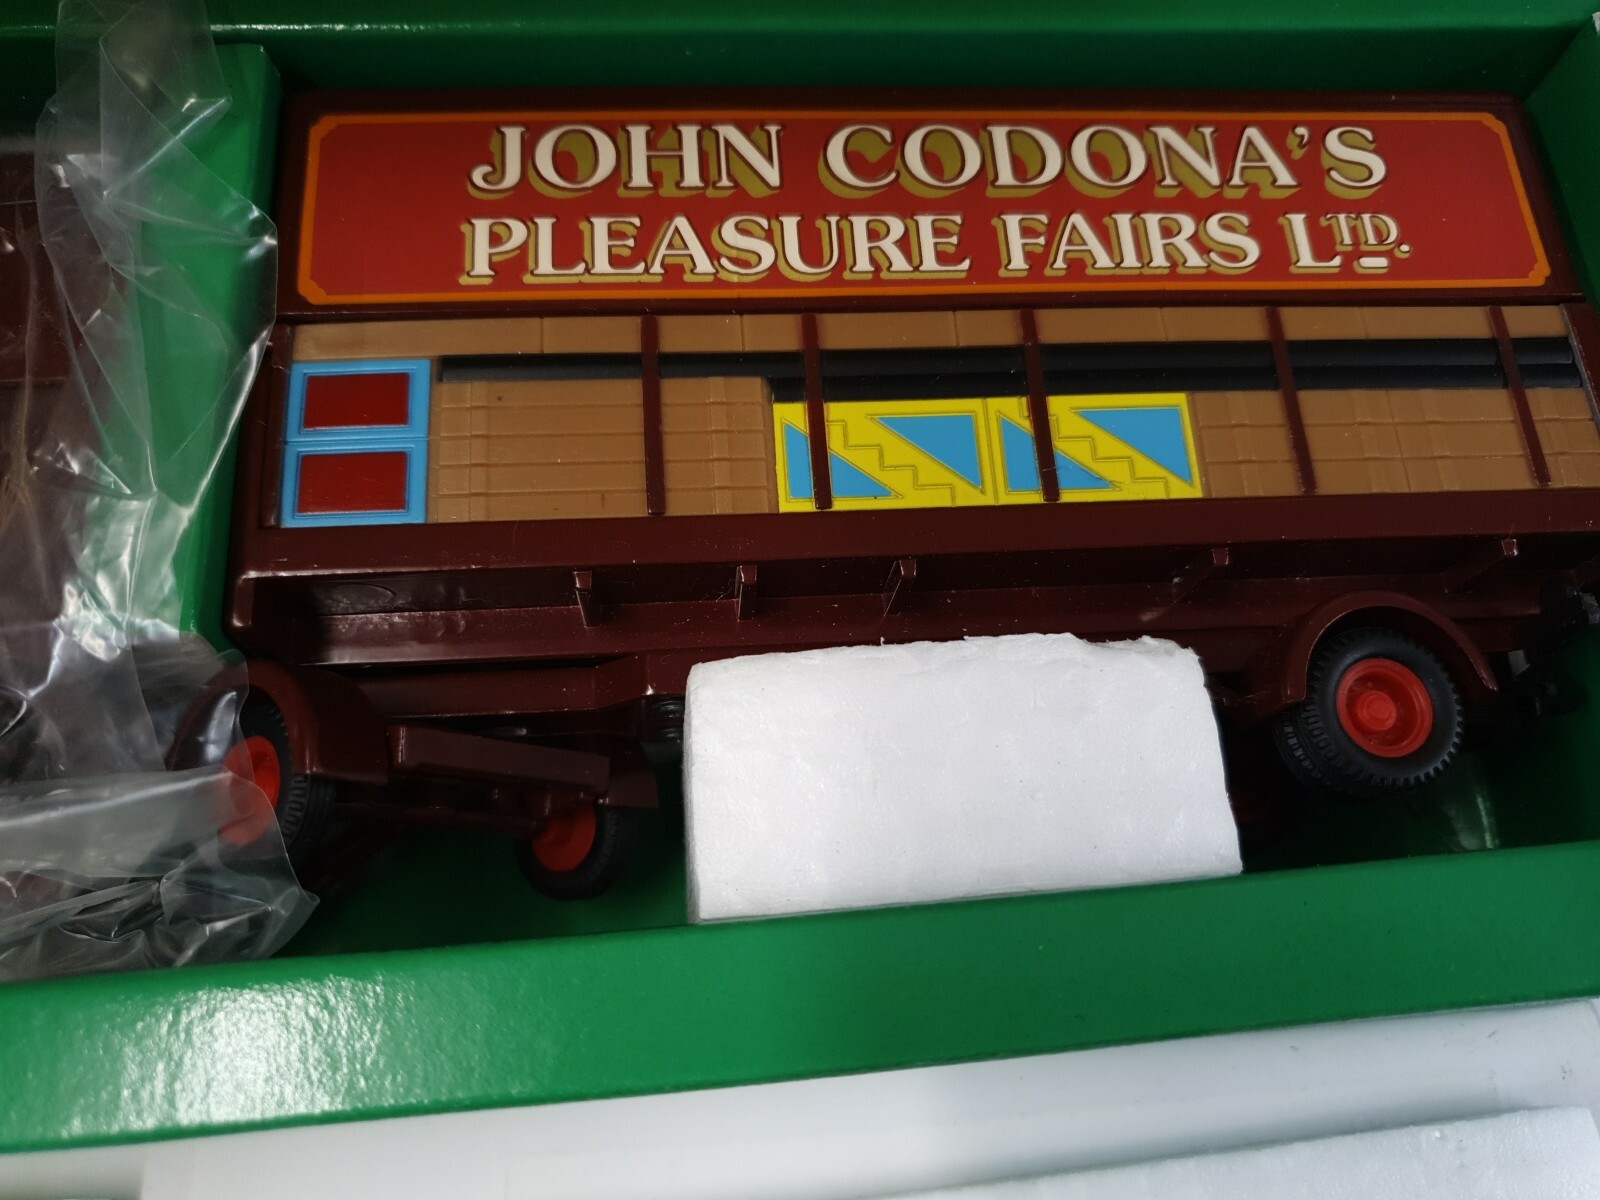 JOHN CODONA'S
PLEASURE FAIRS LTD.